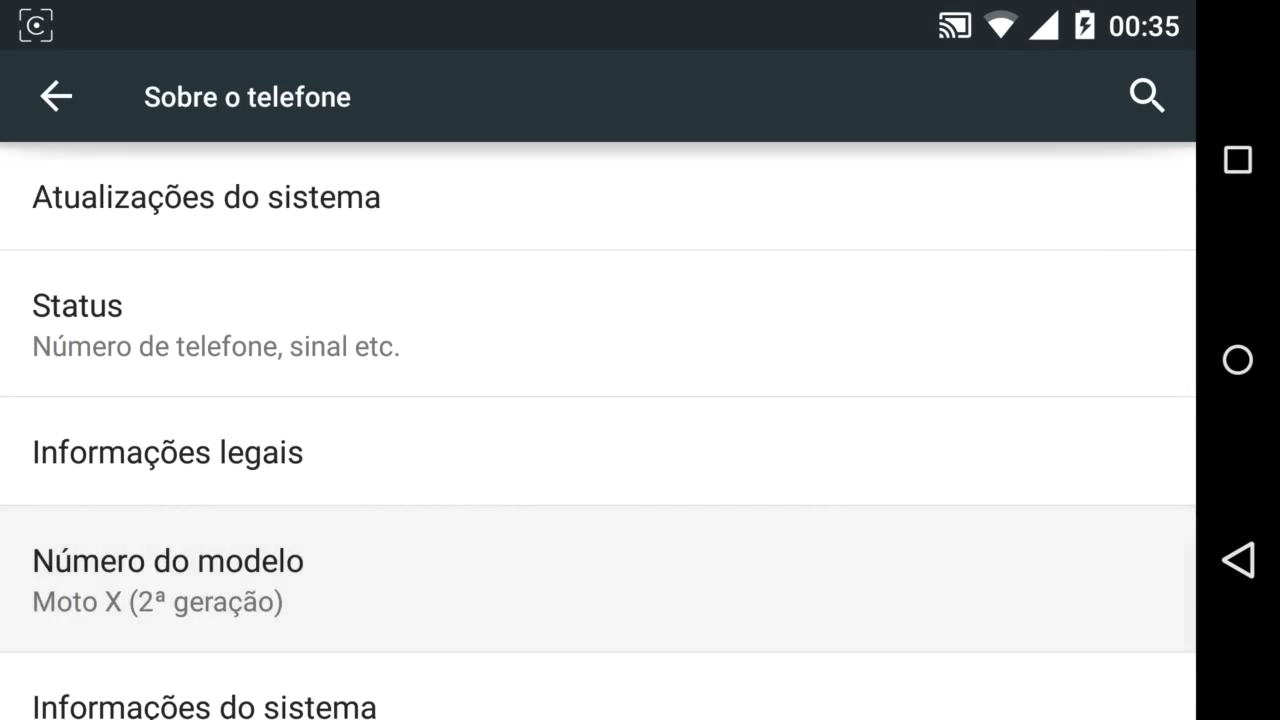 00:35
Sobre o telefone
Atualizações do sistema
Status
Número de telefone, sinal etc.
Informações legais
Número do modelo
Moto X (2ª geração)
Informações do sistema